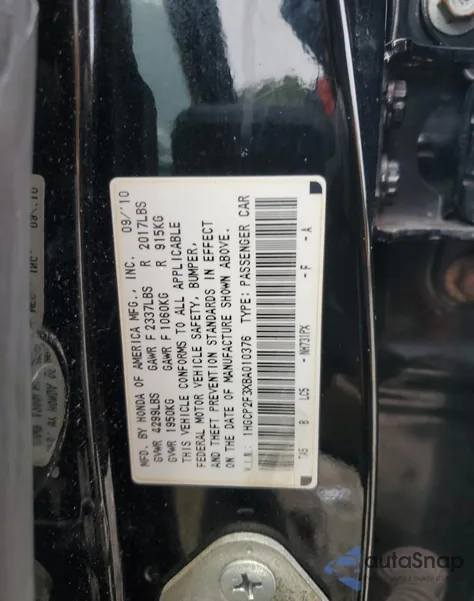 MFD. BY HONDA OF AMERICA MFG., INC. 09/'10
GVWR 4299LBS GAWR F 2337LBS R 2017LBS
GVWR 1950KG GAWR F 1060KG R 915KG
THIS VEHICLE CONFORMS TO ALL APPLICABLE
FEDERAL MOTOR VEHICLE SAFETY, BUMPER,
AND THEFT PREVENTION STANDARDS IN EFFECT
ON THE DATE OF MANUFACTURE SHOWN ABOVE.
V.I.N.: 1HGCP2F3XBA010376 TYPE: PASSENGER CAR
TA5 B LC5 - NH731PX - F - A
autoSnap